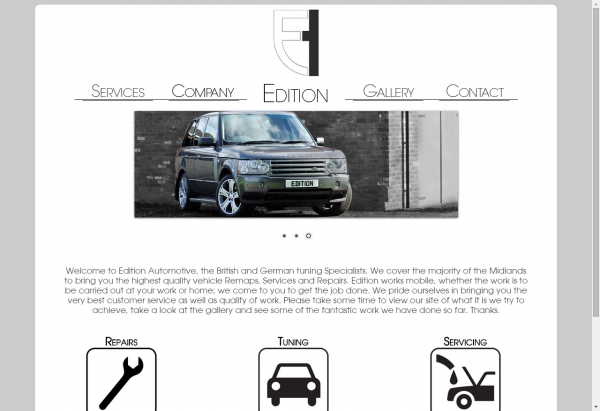 SERVICES COMPANY EDITION GALLERY CONTACT
EDITION
Welcome to Edition Automotive, the British and German tuning Specialists. We cover the majority of the Midlands
to bring you the highest quality vehicle Remaps, Services and Repairs. Edition works mobile, whether the work is to
be carried out at your work or home; we come to you to get the job done. We pride ourselves in bringing you the
very best customer service as well as quality of work. Please take some time to view our site of what it is we try to
achieve, take a look at the gallery and see some of the fantastic work we have done so far. Thanks.
REPAIRS TUNING SERVICING